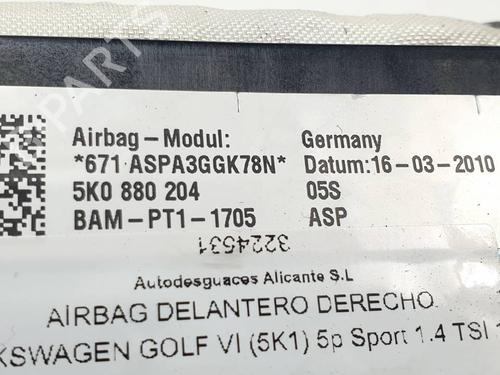 PARTS
Airbag-Modul: Germany
*671 ASPA3GGK78N* Datum:16-03-2010
5K0 880 204 05S
BAM-PT1-1705 ASP
3224531
Autodesguaces Alicante S.L
AIRBAG DELANTERO DERECHO.
KSWAGEN GOLF VI (5K1) 5p Sport 1.4 TSI